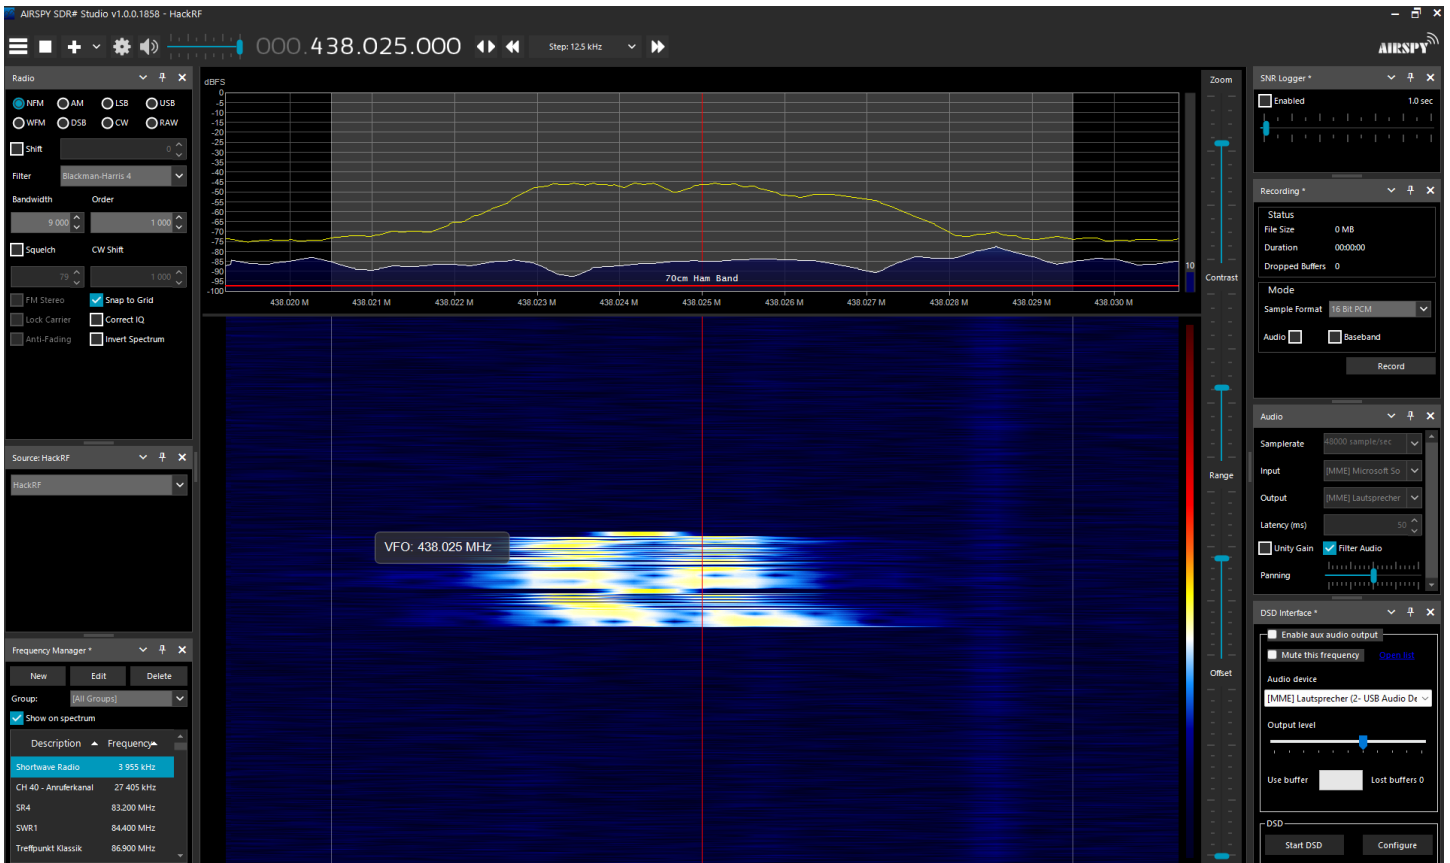 AIRSPY SDR# Studio v1.0.0.1858 - HackRF
000.438.025.000
Step: 12.5 kHz
AIRSPY
Radio
NFM AM LSB USB
WFM DSB CW RAW
Shift 0
Filter Blackman-Harris 4
Bandwidth Order
9 000 1 000
Squelch CW Shift
79 1 000
FM Stereo Snap to Grid
Lock Carrier Correct IQ
Anti-Fading Invert Spectrum
Source: HackRF
HackRF
Frequency Manager *
New Edit Delete
Group: [All Groups]
Show on spectrum
Description Frequency
Shortwave Radio 3 955 kHz
CH 40 - Anruferkanal 27 405 kHz
SR4 83.200 MHz
SWR1 84.400 MHz
Treffpunkt Klassik 86.900 MHz
dBFS
0
-5
-10
-15
-20
-25
-30
-35
-40
-45
-50
-55
-60
-65
-70
-75
-80
-85
-90
-95
-100
70cm Ham Band
10
438.020 M 438.021 M 438.022 M 438.023 M 438.024 M 438.025 M 438.026 M 438.027 M 438.028 M 438.029 M 438.030 M
VFO: 438.025 MHz
Zoom
Contrast
Range
Offset
SNR Logger *
Enabled 1.0 sec
Recording *
Status
File Size 0 MB
Duration 00:00:00
Dropped Buffers 0
Mode
Sample Format 16 Bit PCM
Audio Baseband
Record
Audio
Samplerate 48000 sample/sec
Input [MME] Microsoft So
Output [MME] Lautsprecher
Latency (ms) 50
Unity Gain Filter Audio
Panning
DSD Interface *
Enable aux audio output
Mute this frequency
Audio device
[MME] Lautsprecher (2- USB Audio De
Output level
Use buffer Lost buffers 0
DSD
Start DSD Configure